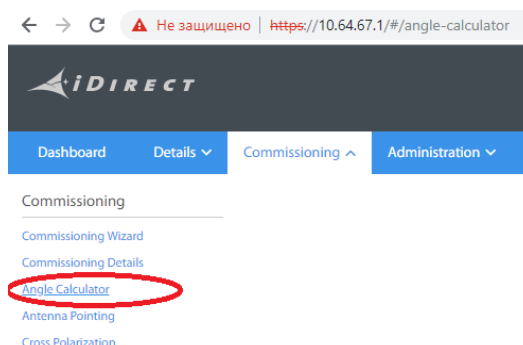 Не защищено | https://10.64.67.1/#/angle-calculator
iDIRECT
Dashboard Details Commissioning Administration
Commissioning
Commissioning Wizard
Commissioning Details
Angle Calculator
Antenna Pointing
Cross Polarization